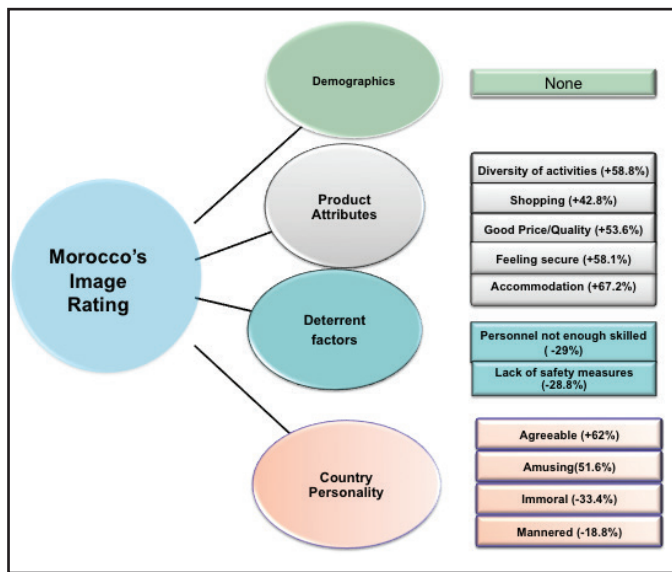 Demographics
None
Morocco's
Image
Rating
Product
Attributes
Diversity of activities (+58.8%)
Shopping (+42.8%)
Good Price/Quality (+53.6%)
Feeling secure (+58.1%)
Accommodation (+67.2%)
Deterrent
factors
Personnel not enough skilled
( -29%)
Lack of safety measures
(-28.8%)
Country
Personality
Agreeable (+62%)
Amusing(51.6%)
Immoral (-33.4%)
Mannered (-18.8%)